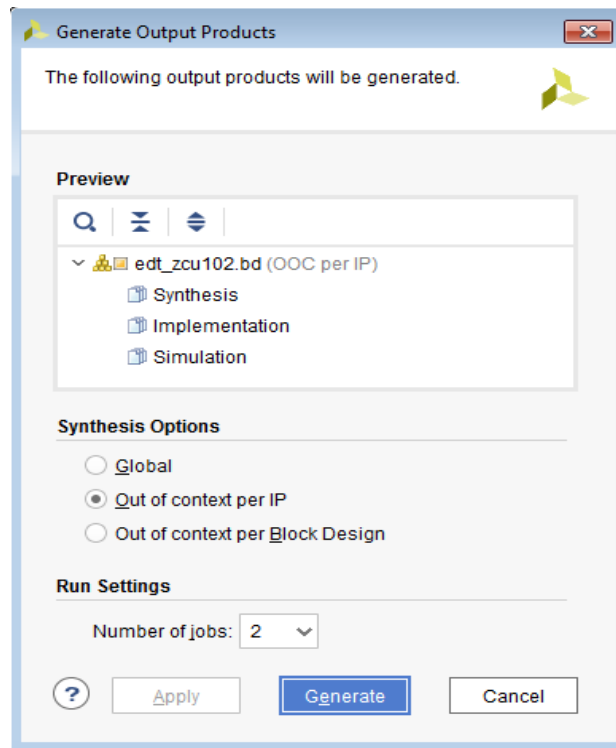 Generate Output Products
The following output products will be generated.
Preview
edt_zcu102.bd (OOC per IP)
Synthesis
Implementation
Simulation
Synthesis Options
Global
Out of context per IP
Out of context per Block Design
Run Settings
Number of jobs: 2
? Apply Generate Cancel